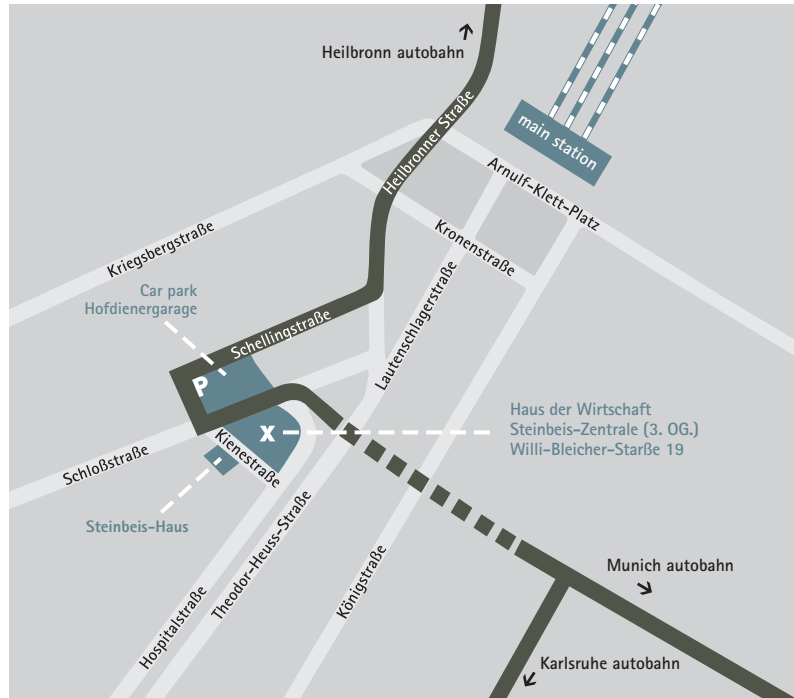 Heilbronn autobahn
main station
Heilbronner Straße
Arnulf-Klett-Platz
Kriegsbergstraße
Kronenstraße
Car park
Hofdienergarage
Schellingstraße
Lautenschlagerstraße
P
Haus der Wirtschaft
Steinbeis-Zentrale (3. OG.)
Willi-Bleicher-Starße 19
X
Kienestraße
Schloßstraße
Steinbeis-Haus
Theodor-Heuss-Straße
Königstraße
Hospitalstraße
Munich autobahn
Karlsruhe autobahn